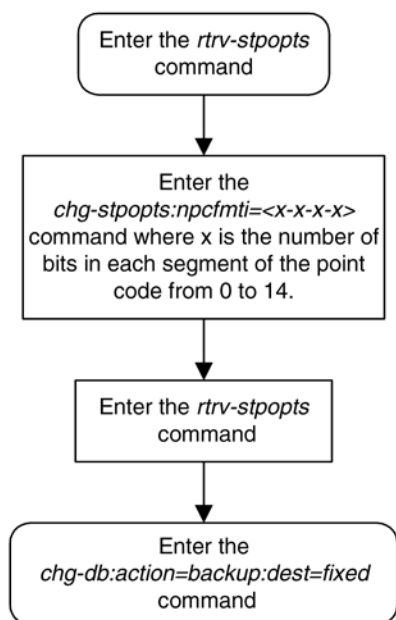 Enter the rtrv-stpopts
command
Enter the
chg-stpopts:npcfmti=<x-x-x-x>
command where x is the number of
bits in each segment of the point
code from 0 to 14.
Enter the rtrv-stpopts
command
Enter the
chg-db:action=backup:dest=fixed
command